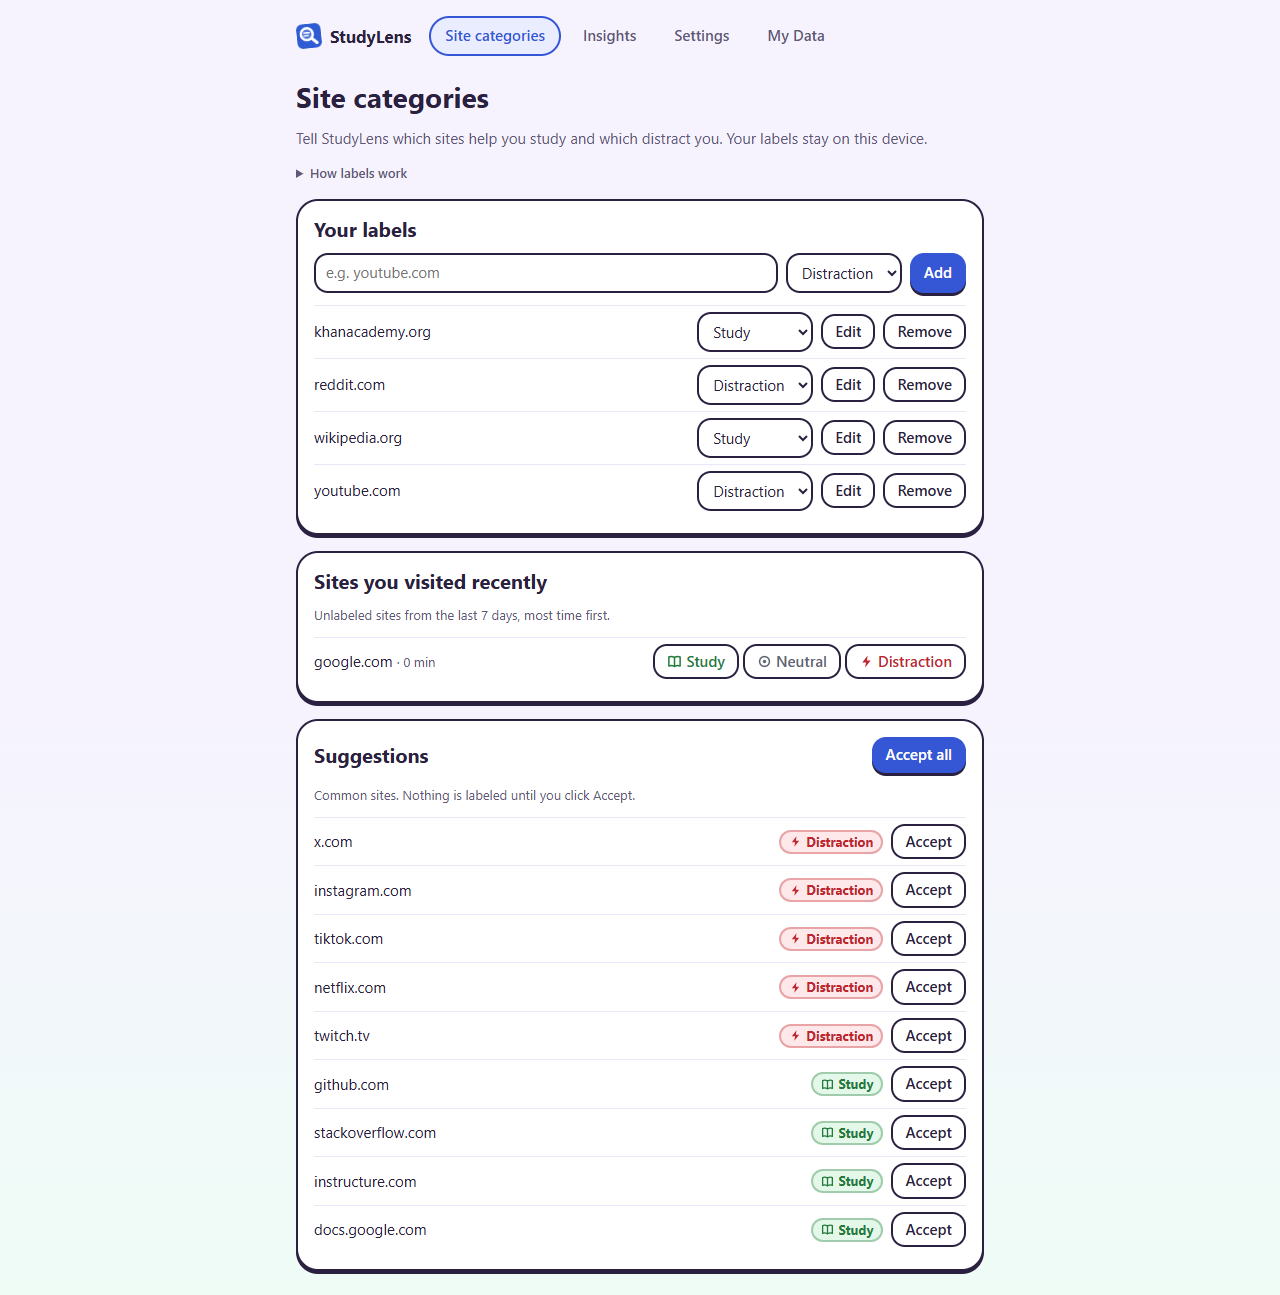 StudyLens Site categories Insights Settings My Data
Site categories
Tell StudyLens which sites help you study and which distract you. Your labels stay on this device.
How labels work
Your labels
e.g. youtube.com Distraction Add
khanacademy.org Study Edit Remove
reddit.com Distraction Edit Remove
wikipedia.org Study Edit Remove
youtube.com Distraction Edit Remove
Sites you visited recently
Unlabeled sites from the last 7 days, most time first.
google.com · 0 min Study Neutral Distraction
Suggestions Accept all
Common sites. Nothing is labeled until you click Accept.
x.com Distraction Accept
instagram.com Distraction Accept
tiktok.com Distraction Accept
netflix.com Distraction Accept
twitch.tv Distraction Accept
github.com Study Accept
stackoverflow.com Study Accept
instructure.com Study Accept
docs.google.com Study Accept